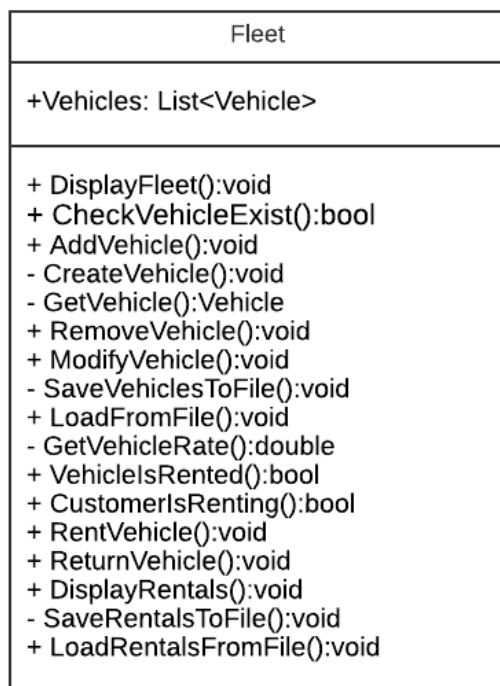 Fleet
+Vehicles: List<Vehicle>
+ DisplayFleet():void
+ CheckVehicleExist():bool
+ AddVehicle():void
- CreateVehicle():void
- GetVehicle():Vehicle
+ RemoveVehicle():void
+ ModifyVehicle():void
- SaveVehiclesToFile():void
+ LoadFromFile():void
- GetVehicleRate():double
+ VehicleIsRented():bool
+ CustomerIsRenting():bool
+ RentVehicle():void
+ ReturnVehicle():void
+ DisplayRentals():void
- SaveRentalsToFile():void
+ LoadRentalsFromFile():void